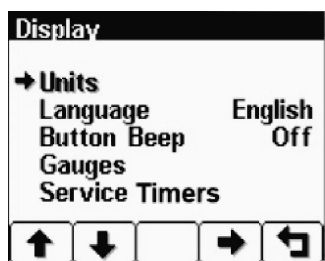 Display
Units
Language English
Button Beep Off
Gauges
Service Timers